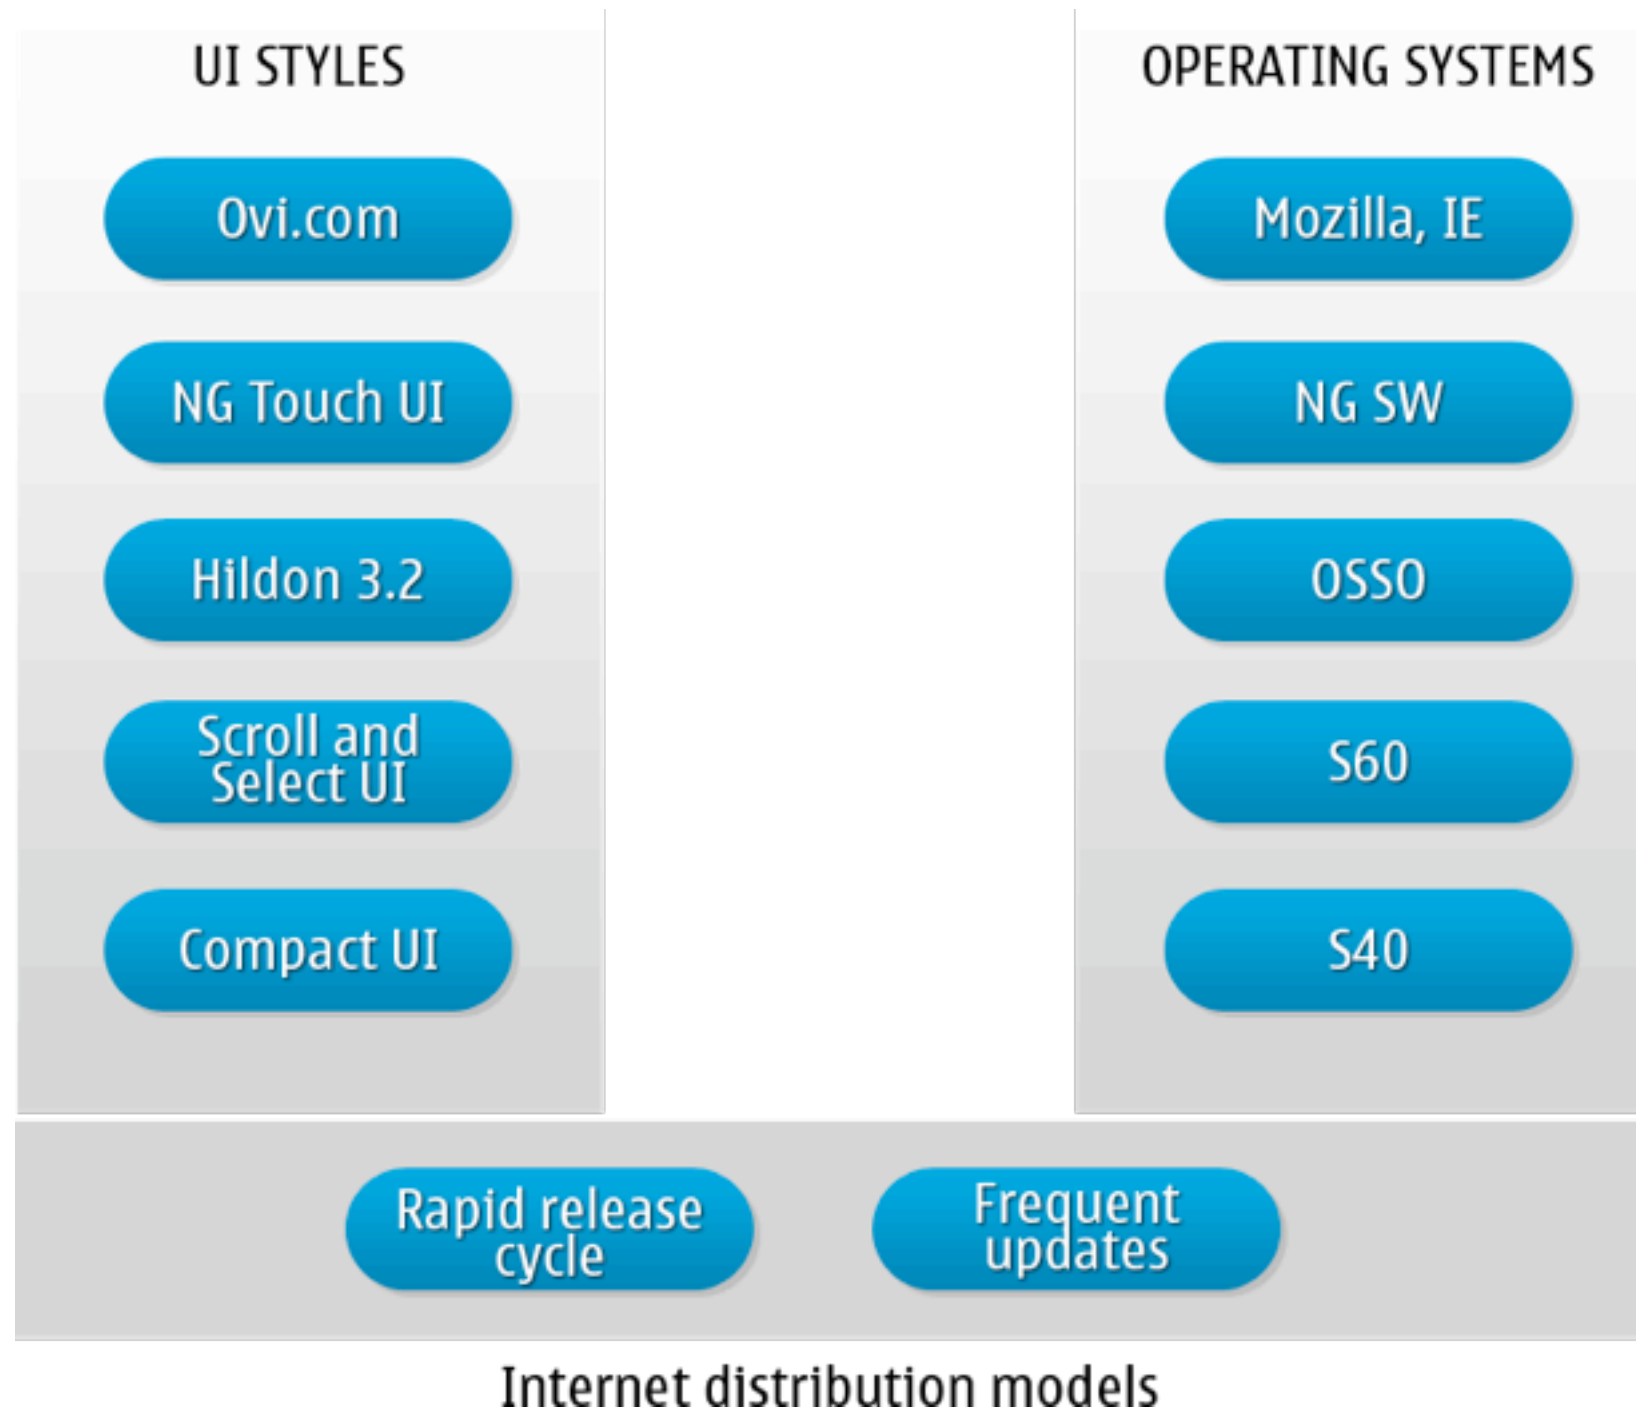 UI STYLES
Ovi.com
NG Touch UI
Hildon 3.2
Scroll and
Select UI
Compact UI
OPERATING SYSTEMS
Mozilla, IE
NG SW
OSSO
S60
S40
Rapid release
cycle
Frequent
updates
Internet distribution models